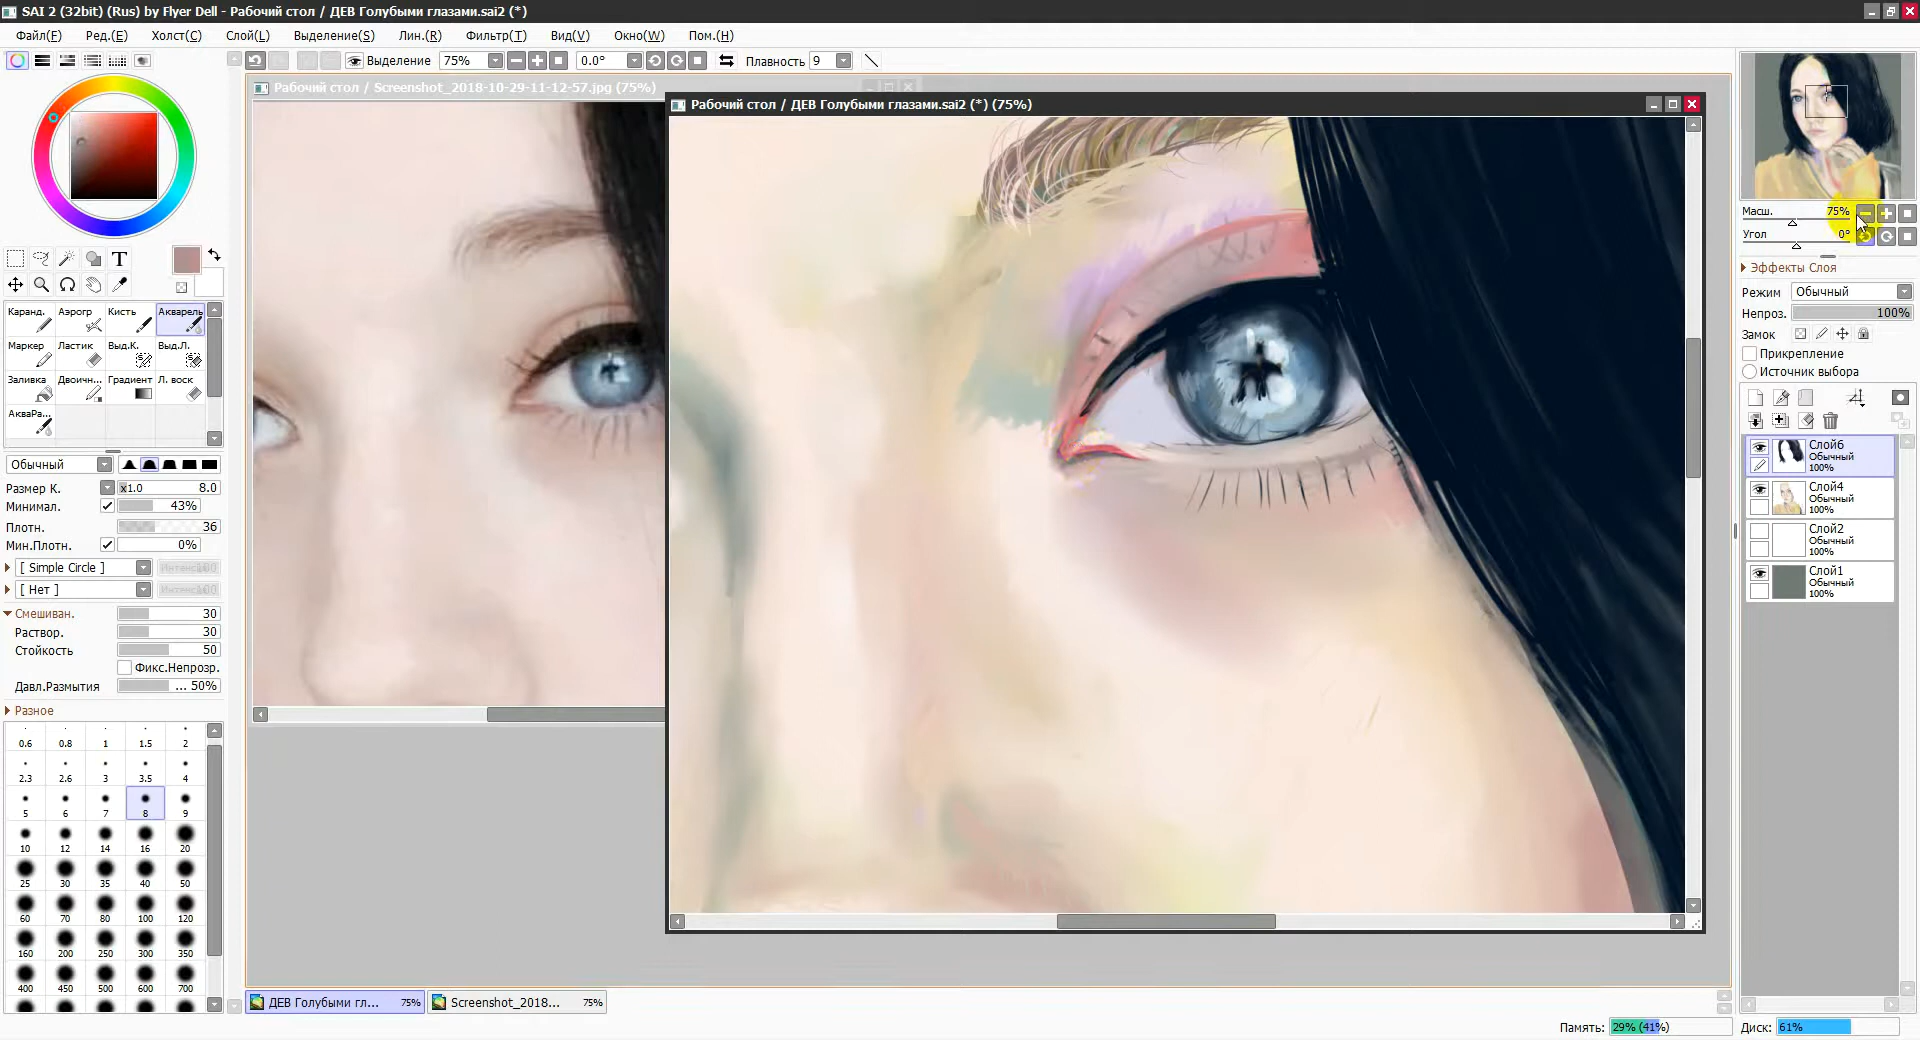 SAI 2 (32bit) (Rus) by Flyer Dell - Рабочий стол / ДЕВ Голубыми глазами.sai2 (*)
Файл(F) Ред.(E) Холст(C) Слой(L) Выделение(S) Лин.(R) Фильтр(T) Вид(V) Окно(W) Пом.(H)
Выделение 75% 0.0° Плавность 9
Рабочий стол / Screenshot_2018-10-29-11-12-57.jpg (75%)
Рабочий стол / ДЕВ Голубыми глазами.sai2 (*) (75%)
T
Каранд. Аэрогр Кисть Акварель
Маркер Ластик Выд.К. Выд.Л.
Заливка Двоичн... Градиент Л. воск
АкваРа...
Обычный
Размер К. x1.0 8.0
Минимал. 43%
Плотн. 36
Мин.Плотн. 0%
[ Simple Circle ] Интенс 100
[ Нет ] Интенс 100
Смешиван. 30
Раствор. 30
Стойкость 50
Фикс.Непрозр.
Давл.Размытия ... 50%
Разное
0.6 0.8 1 1.5 2
2.3 2.6 3 3.5 4
5 6 7 8 9
10 12 14 16 20
25 30 35 40 50
60 70 80 100 120
160 200 250 300 350
400 450 500 600 700
Масш. 75%
Угол 0°
Эффекты Слоя
Режим Обычный
Непроз. 100%
Замок
Прикрепление
Источник выбора
Слой6
Обычный
100%
Слой4
Обычный
100%
Слой2
Обычный
100%
Слой1
Обычный
100%
ДЕВ Голубыми гл... 75% Screenshot_2018... 75%
Память: 29% (41%) Диск: 61%